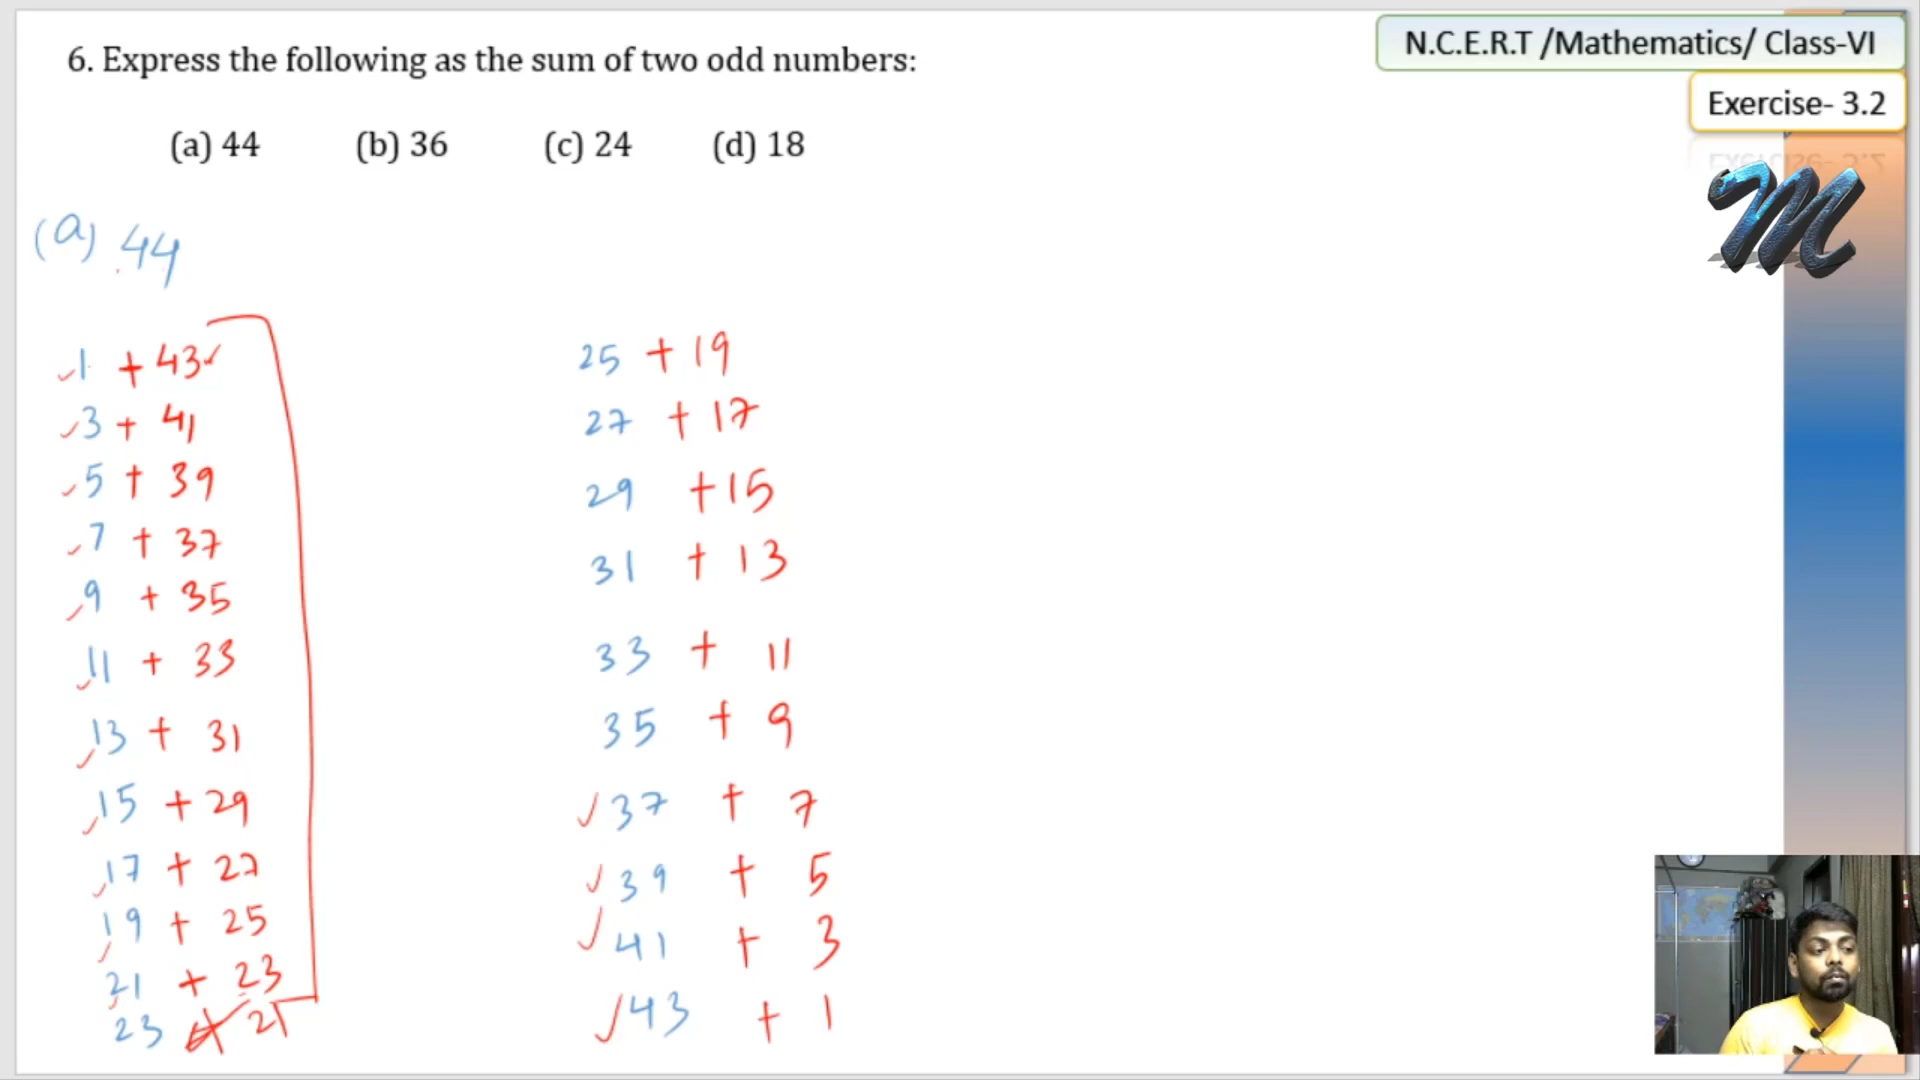 6. Express the following as the sum of two odd numbers:
(a) 44 (b) 36 (c) 24 (d) 18
N.C.E.R.T /Mathematics/ Class-VI
Exercise- 3.2
M
(a) 44
1 + 43
3 + 41
5 + 39
7 + 37
9 + 35
11 + 33
13 + 31
15 + 29
17 + 27
19 + 25
21 + 23
23 + 21
25 + 19
27 + 17
29 + 15
31 + 13
33 + 11
35 + 9
37 + 7
39 + 5
41 + 3
43 + 1